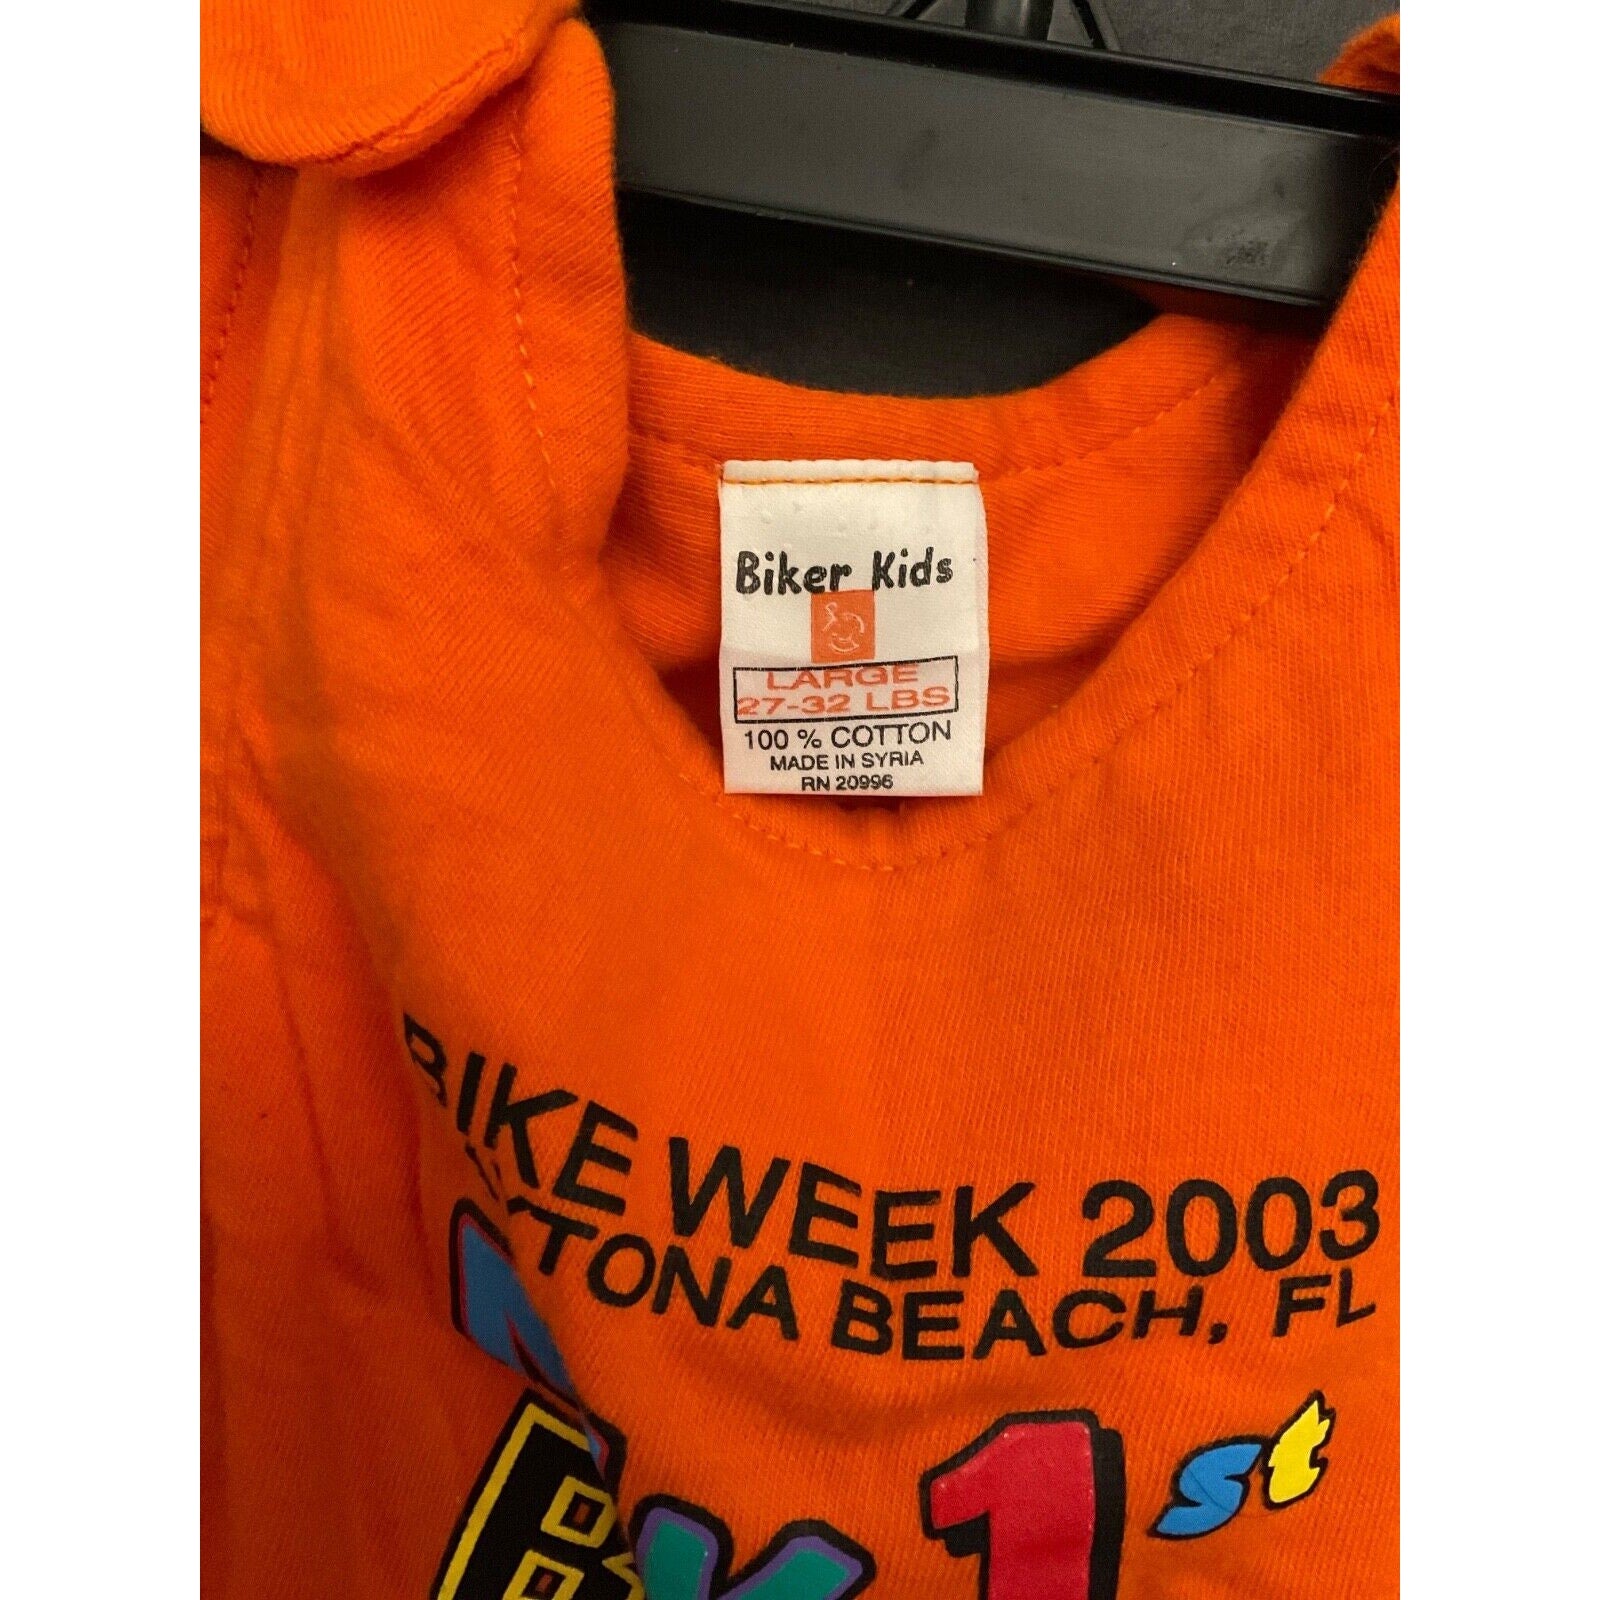 Biker Kids
LARGE
27-32 LBS
100 % COTTON
MADE IN SYRIA
RN 20996
BIKE WEEK 2003
AYTONA BEACH, FL
1st